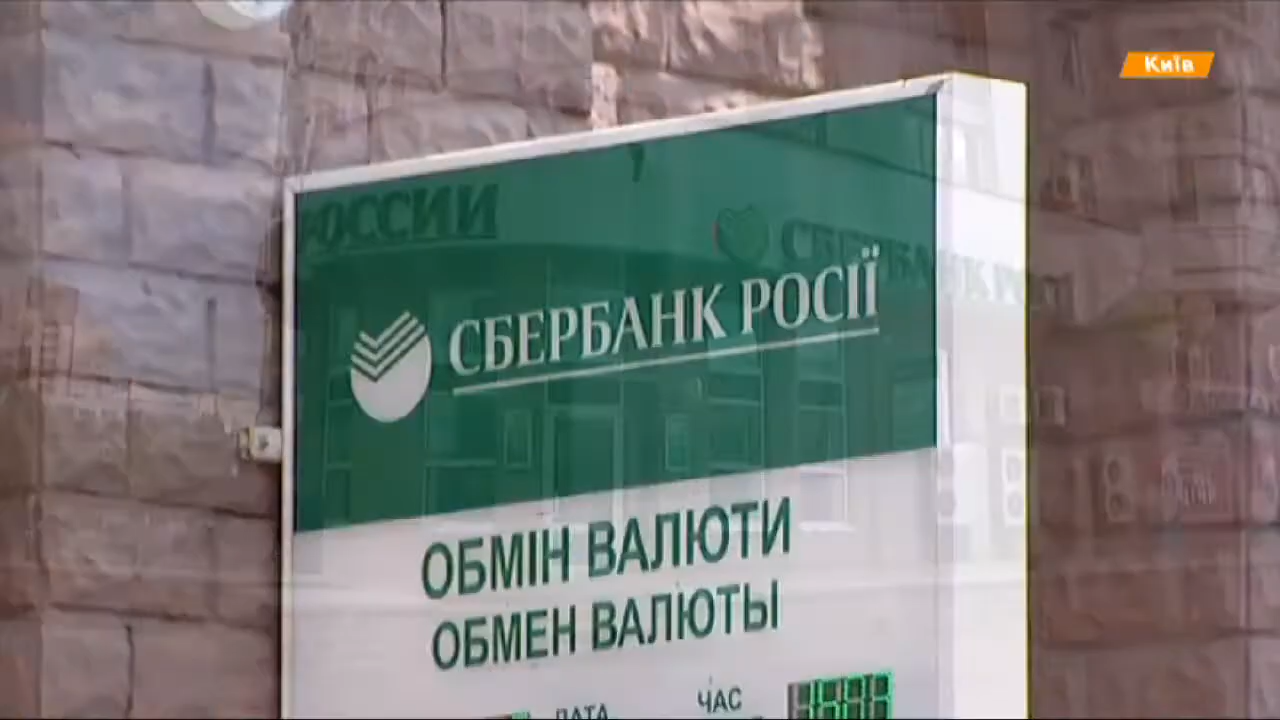 Київ
РОССИИ
СБЕРБАНК
СБЕРБАНК РОСІЇ
ОБМІН ВАЛЮТИ
ОБМЕН ВАЛЮТЫ
ДАТА
ЧАС